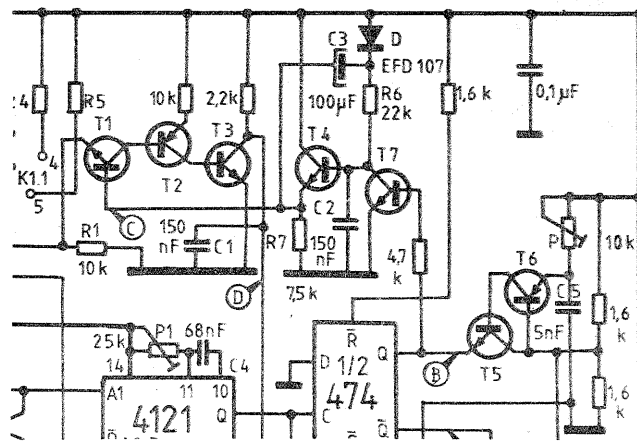 C3
D
EFD 107
R5
10k
2,2k
100µF
R6
22k
1,6 k
0,1µF
T1
T3
T4
T7
4
K1.1
5
T2
C
150
nF
C1
R7
C2
150
nF
4,7
k
P
10k
R1
10k
D
7,5k
T6
C5
5nF
1,6
k
P1
68nF
25k
14
11
10
C4
R̅
D
1/2
Q
474
B
T5
1,6
k
A1
4121
Q
C
Q̅